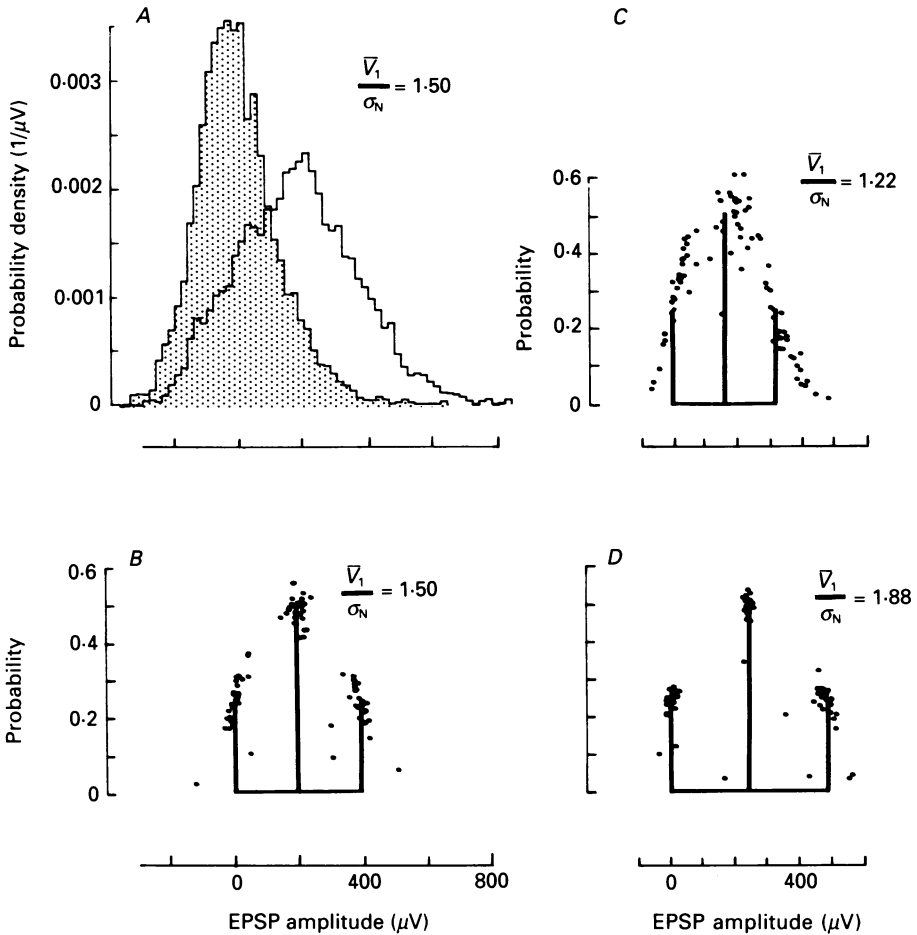 A
Probability density (1/μV)
0·003
0·002
0·001
0
V̅₁
σN
= 1·50
C
Probability
0·6
0·4
0·2
0
V̅₁
σN
= 1·22
B
Probability
0·6
0·4
0·2
0
V̅₁
σN
= 1·50
0
400
800
EPSP amplitude (μV)
D
V̅₁
σN
= 1·88
0
400
EPSP amplitude (μV)